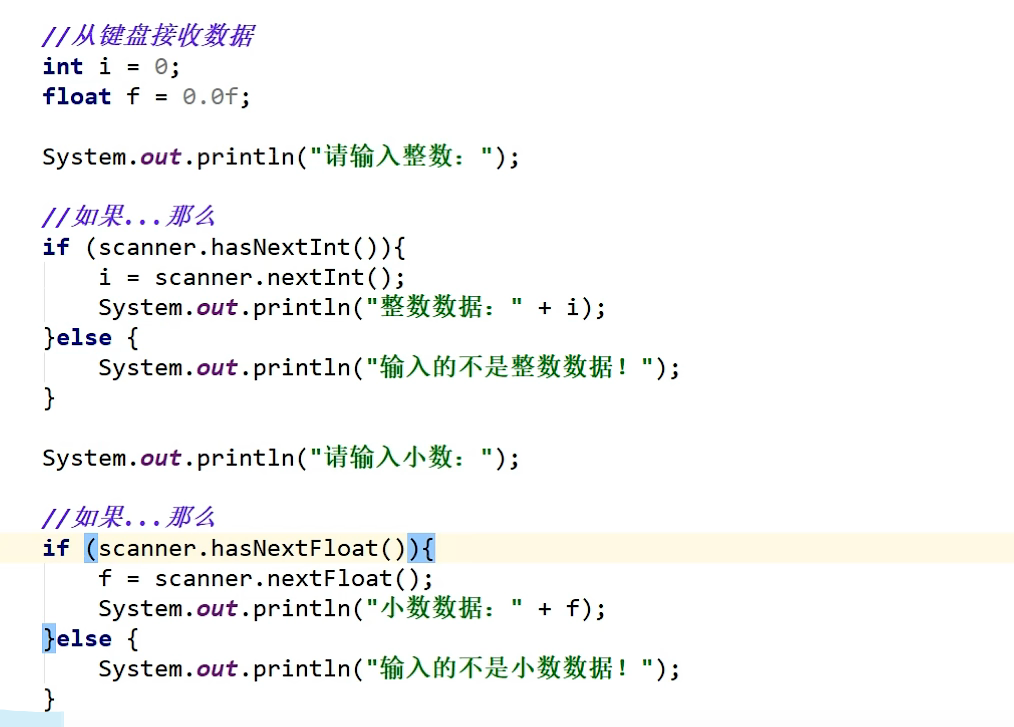 //从键盘接收数据
int i = 0;
float f = 0.0f;
System.out.println("请输入整数：");
//如果...那么
if (scanner.hasNextInt()){
i = scanner.nextInt();
System.out.println("整数数据：" + i);
}else {
System.out.println("输入的不是整数数据！");
}
System.out.println("请输入小数：");
//如果...那么
if (scanner.hasNextFloat()){
f = scanner.nextFloat();
System.out.println("小数数据：" + f);
}else {
System.out.println("输入的不是小数数据！");
}